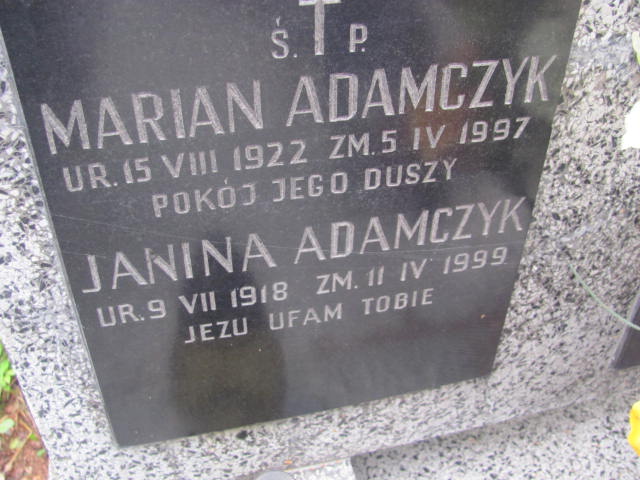 Ś. P.
MARIAN ADAMCZYK
UR. 15 VIII 1922 ZM. 5 IV 1997
POKÓJ JEGO DUSZY
JANINA ADAMCZYK
UR. 9 VII 1918 ZM. 11 IV 1999
JEZU UFAM TOBIE